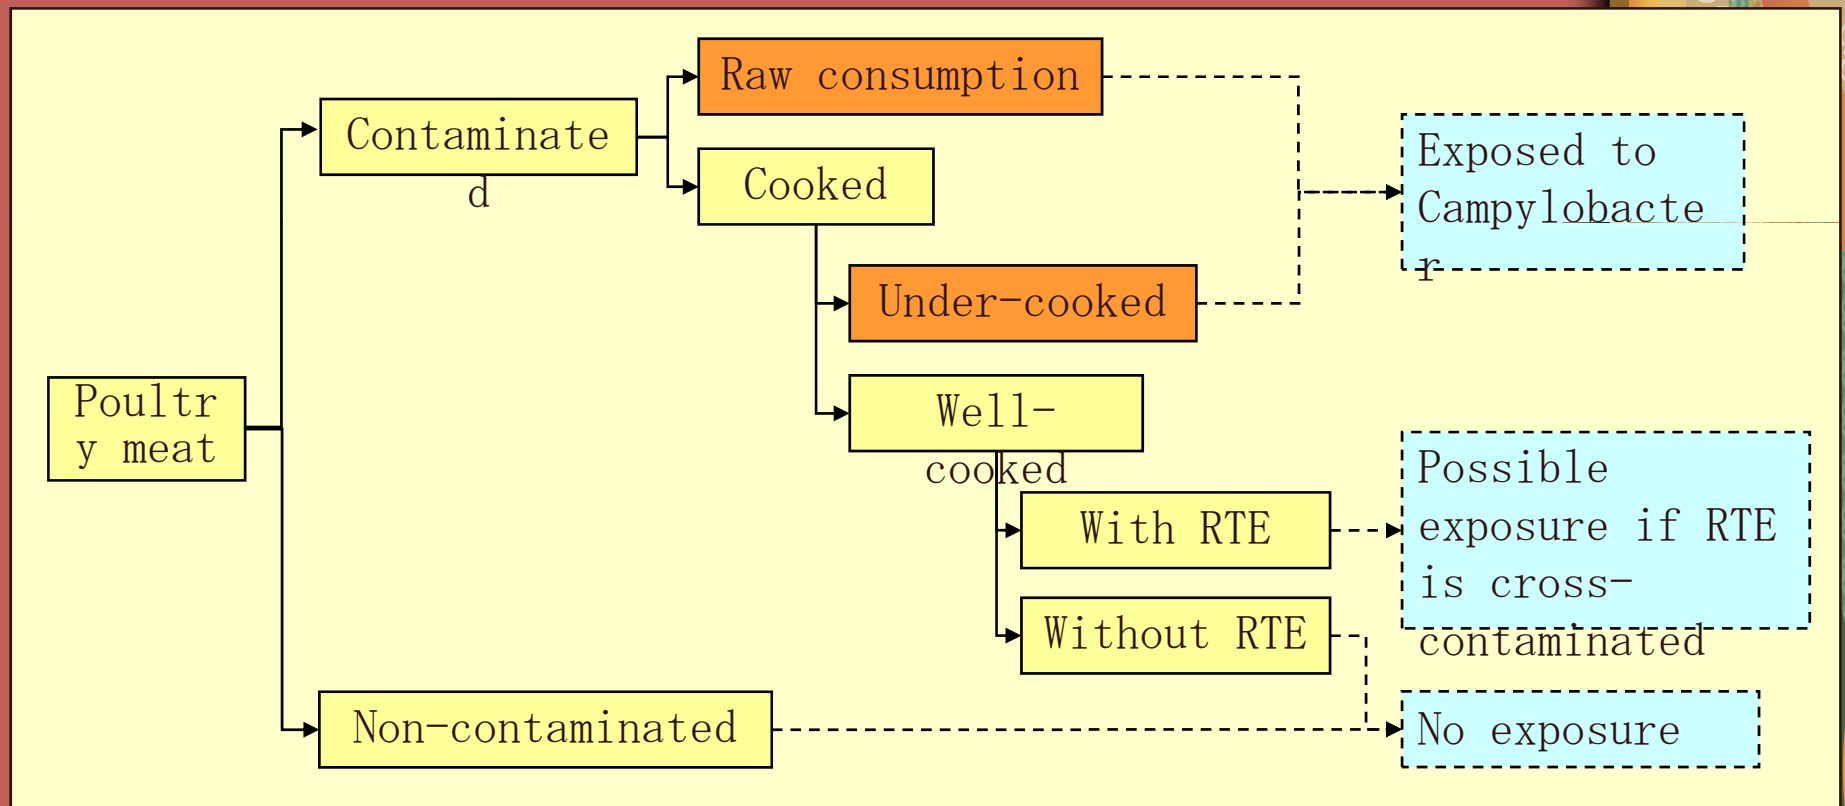 Raw consumption
Contaminate
d
Cooked
Exposed to
Campylobacte
r
Under-cooked
Poultr
y meat
Well-
cooked
With RTE
Possible
exposure if RTE
is cross-
contaminated
Without RTE
Non-contaminated
No exposure